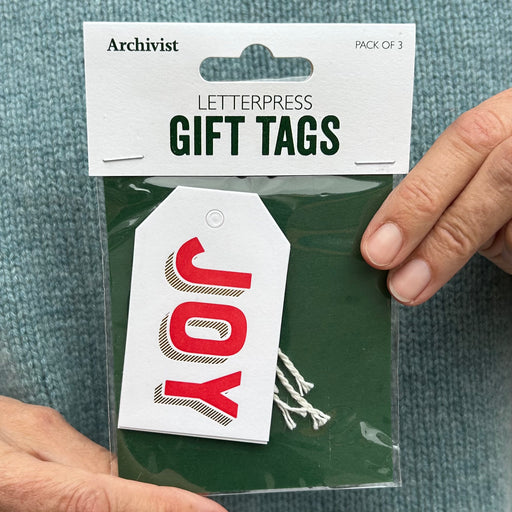 Archivist
PACK OF 3
LETTERPRESS
GIFT TAGS
JOY